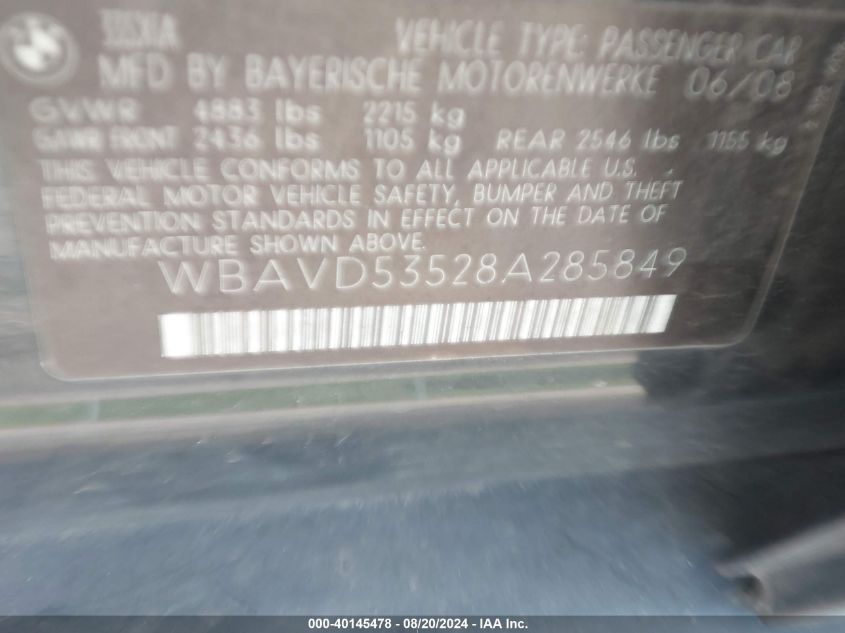 VEHICLE TYPE: PASSENGER CAR
MFD BY BAYERISCHE MOTORENWERKE 06/08
GVWR 4883 lbs 2215 kg
GAWR FRONT 2436 lbs 1105 kg REAR 2546 lbs 1155 kg
THIS VEHICLE CONFORMS TO ALL APPLICABLE U.S.
FEDERAL MOTOR VEHICLE SAFETY, BUMPER AND THEFT
PREVENTION STANDARDS IN EFFECT ON THE DATE OF
MANUFACTURE SHOWN ABOVE.
WBAVD53528A285849
000-40145478 - 08/20/2024 - IAA Inc.